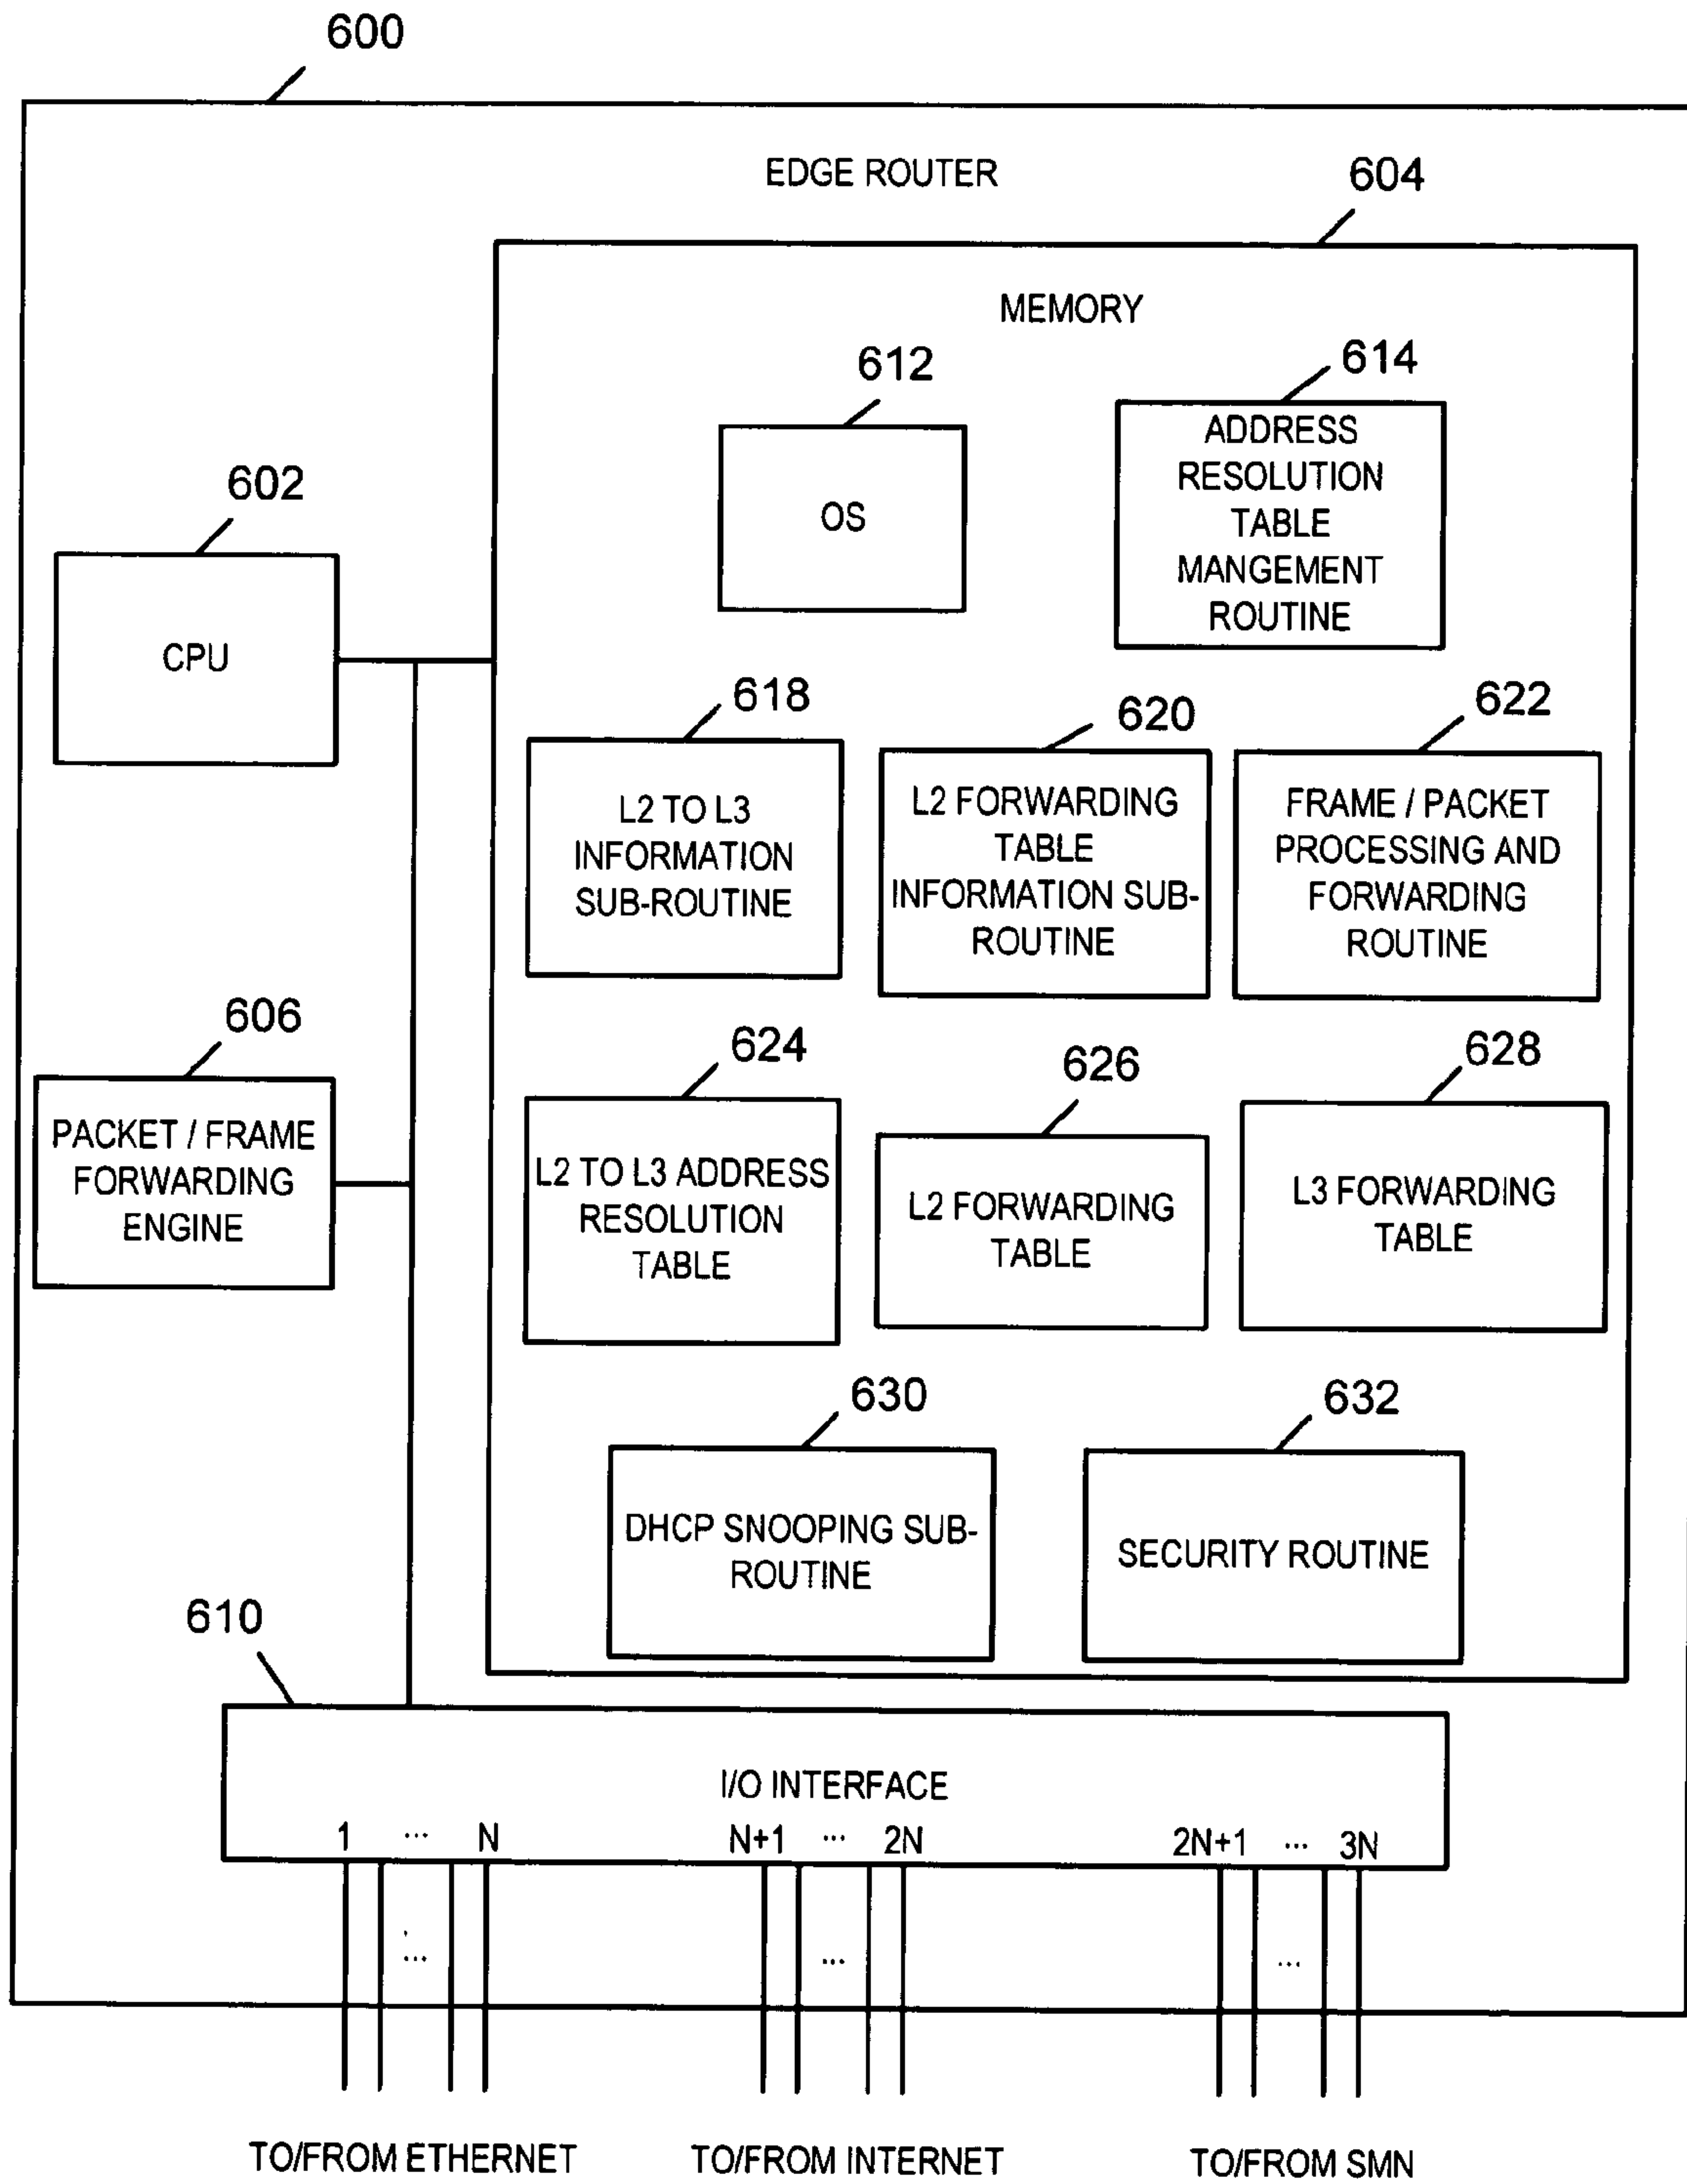 600
EDGE ROUTER
604
MEMORY
612
614
OS
ADDRESS
RESOLUTION
TABLE
MANGEMENT
ROUTINE
602
CPU
618
620
622
L2 TO L3
INFORMATION
SUB-ROUTINE
L2 FORWARDING
TABLE
INFORMATION SUB-
ROUTINE
FRAME / PACKET
PROCESSING AND
FORWARDING
ROUTINE
606
PACKET / FRAME
FORWARDING
ENGINE
624
626
628
L2 TO L3 ADDRESS
RESOLUTION
TABLE
L2 FORWARDING
TABLE
L3 FORWARDING
TABLE
630
632
DHCP SNOOPING SUB-
ROUTINE
SECURITY ROUTINE
610
I/O INTERFACE
1 ... N N+1 ... 2N 2N+1 ... 3N
... ... ...
TO/FROM ETHERNET
TO/FROM INTERNET
TO/FROM SMN